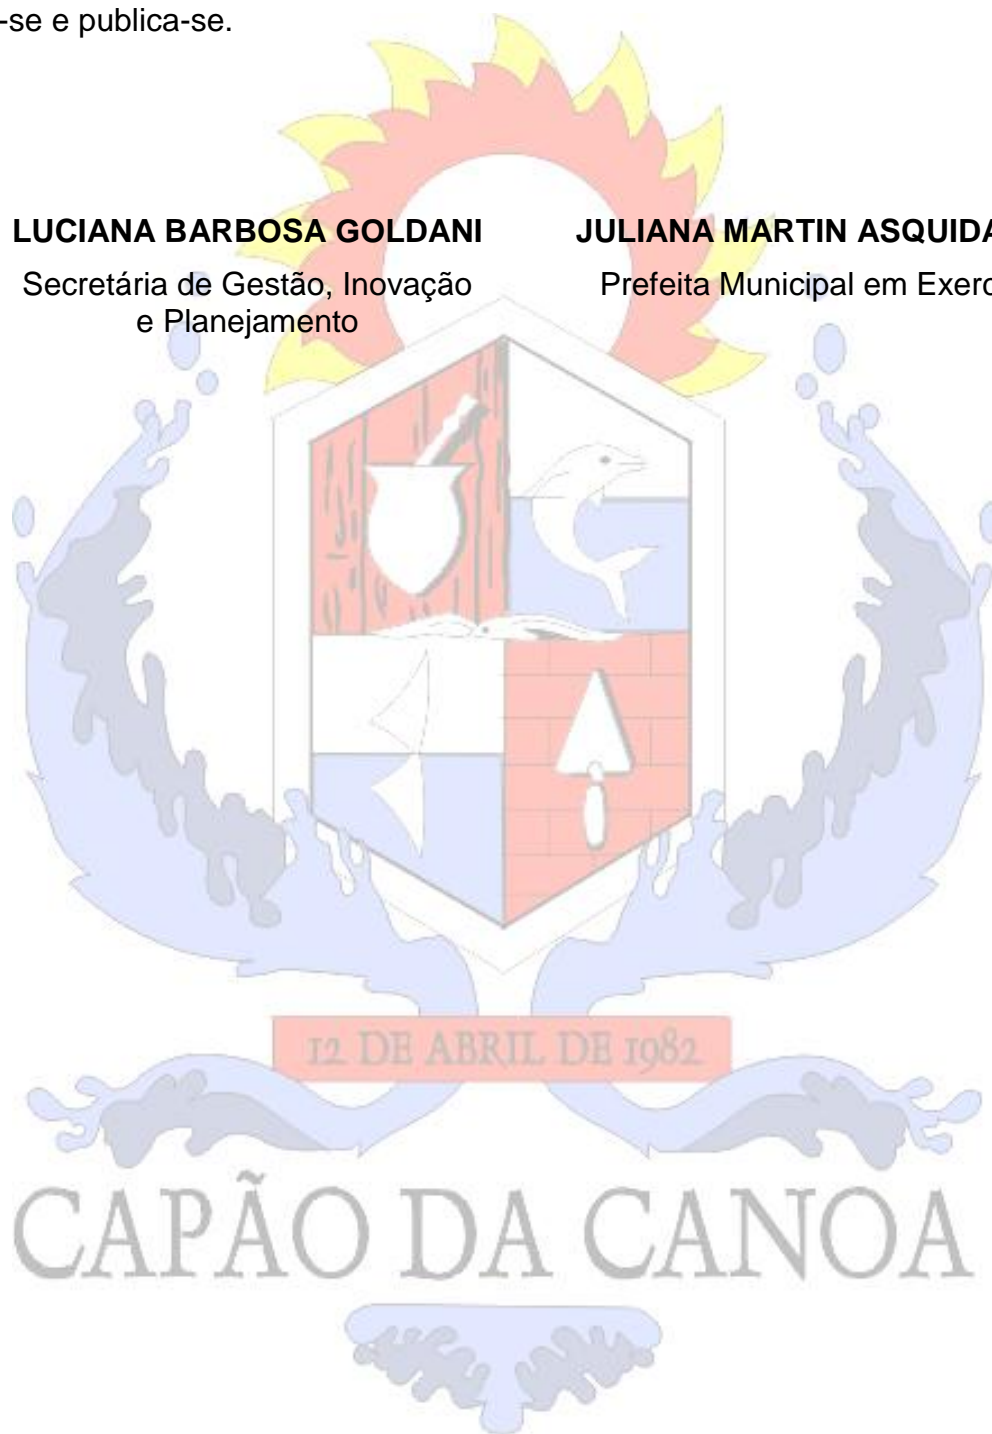 -se e publica-se.
LUCIANA BARBOSA GOLDANI
JULIANA MARTIN ASQUIDA
Secretária de Gestão, Inovação
e Planejamento
Prefeita Municipal em Exerc
12 DE ABRIL DE 1982
CAPÃO DA CANOA